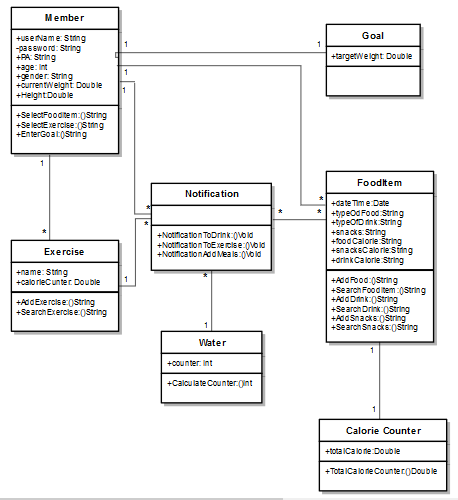 Member
+userName: String
-password: String
+PA: String
+age: Int
+gender: String
+currentWeight: Double
+Height:Double
+SelectFoodItem:()String
+SelectExercise:()String
+EnterGoal:()String
Goal
+targetWeight: Double
1
1
1
1
1
1
*
*
*
*
*
*
Notification
+NotificationToDrink:()Void
+NotificationToExercise:()Void
+NotificationAddMeals:()Void
FoodItem
+dateTime:Date
+typeOdFood:String
+typeOfDrink:String
+snacks:String
+foodCalorie:String
+snacksCalorie:String
+drinkCalorie:String
+AddFood:()String
+SearchFoodItem:()String
+AddDrink:()String
+SearchDrink:()String
+AddSnacks:()String
+SearchSnacks:()String
Exercise
+name: String
+calorieCunter: Double
+AddExercise:()String
+SearchExercise:()String
1
*
1
Water
+counter: Int
+CalculateCounter:()Int
1
1
Calorie Counter
+totalCalorie:Double
+TotalCalorieCounter:()Double